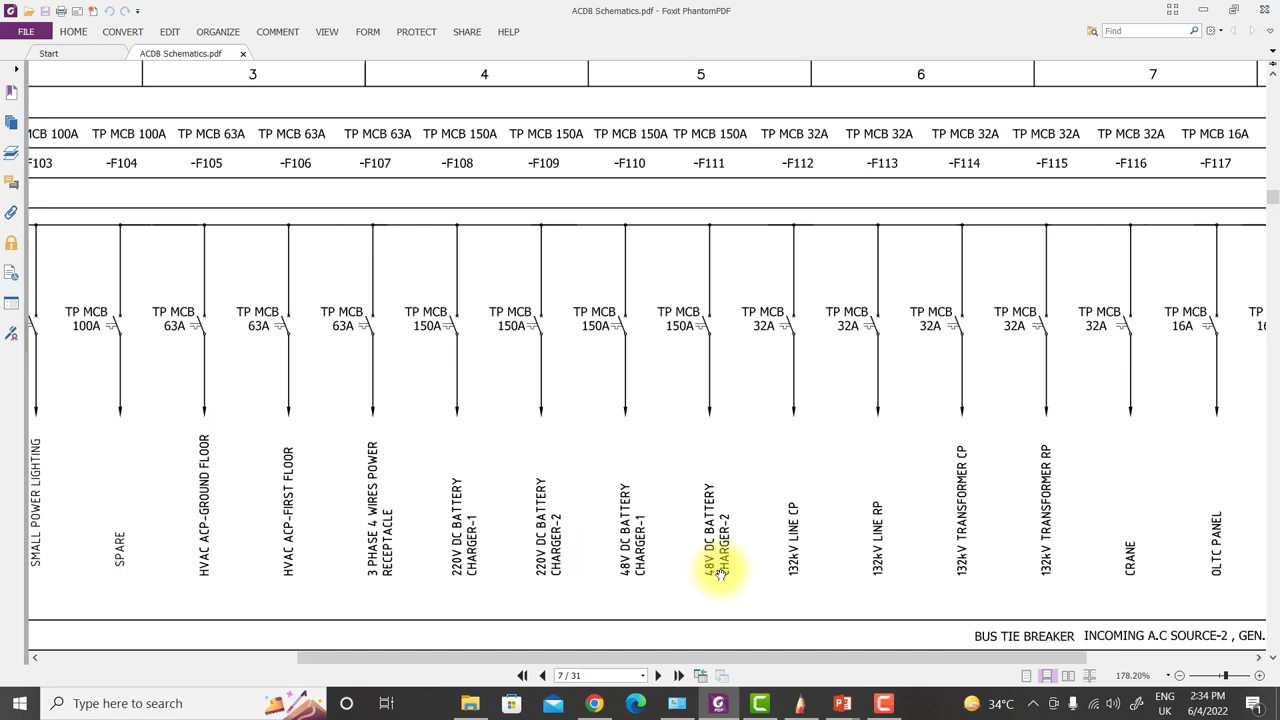 ACDB Schematics.pdf - Foxit PhantomPDF
FILE HOME CONVERT EDIT ORGANIZE COMMENT VIEW FORM PROTECT SHARE HELP
Find
Start ACDB Schematics.pdf
3 4 5 6 7
MCB 100A TP MCB 100A TP MCB 63A TP MCB 63A TP MCB 63A TP MCB 150A TP MCB 150A TP MCB 150A TP MCB 150A TP MCB 32A TP MCB 32A TP MCB 32A TP MCB 32A TP MCB 32A TP MCB 16A
F103 -F104 -F105 -F106 -F107 -F108 -F109 -F110 -F111 -F112 -F113 -F114 -F115 -F116 -F117
TP MCB TP MCB TP MCB TP MCB TP MCB TP MCB TP MCB TP MCB TP MCB TP MCB TP MCB TP MCB TP MCB TP MCB TP
100A 63A 63A 63A 150A 150A 150A 150A 32A 32A 32A 32A 32A 16A 16
SMALL POWER LIGHTING
SPARE
HVAC ACP-GROUND FLOOR
HVAC ACP-FIRST FLOOR
3 PHASE 4 WIRES POWER
RECEPTACLE
220V DC BATTERY
CHARGER-1
220V DC BATTERY
CHARGER-2
48V DC BATTERY
CHARGER-1
48V DC BATTERY
CHARGER-2
132kV LINE CP
132kV LINE RP
132kV TRANSFORMER CP
132kV TRANSFORMER RP
CRANE
OLTC PANEL
BUS TIE BREAKER INCOMING A.C SOURCE-2 , GEN.
7 / 31 178.20%
Type here to search 34°C ENG 2:34 PM
UK 6/4/2022